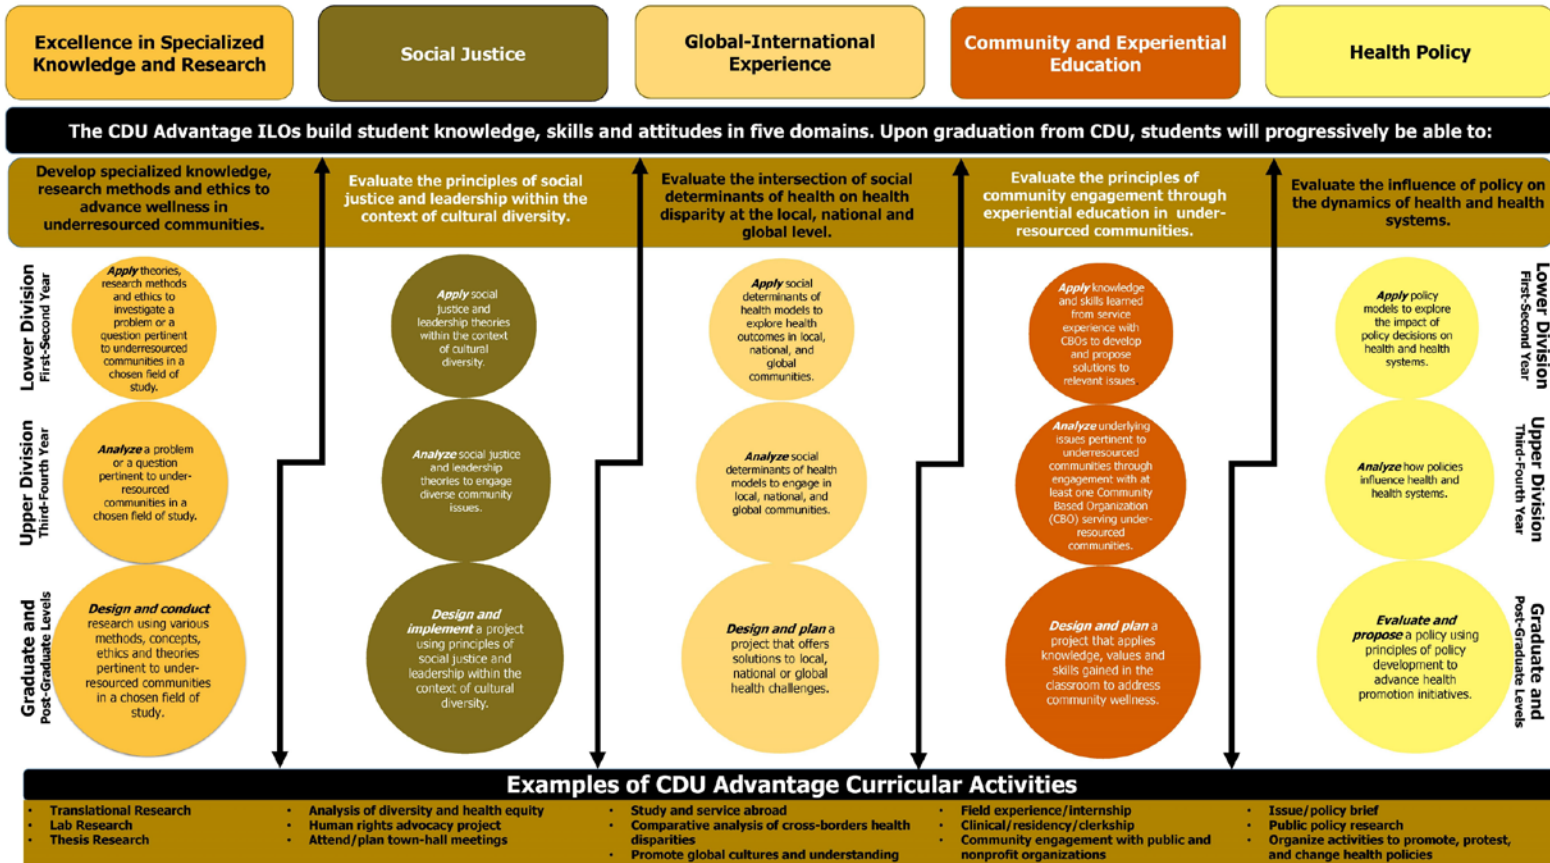 Excellence in Specialized
Knowledge and Research
Social Justice
Global-International
Experience
Community and Experiential
Education
Health Policy
The CDU Advantage ILOs build student knowledge, skills and attitudes in five domains. Upon graduation from CDU, students will progressively be able to:
Develop specialized knowledge,
research methods and ethics to
advance wellness in
underresourced communities.
Evaluate the principles of social
justice and leadership within the
context of cultural diversity.
Evaluate the intersection of social
determinants of health on health
disparity at the local, national and
global level.
Evaluate the principles of
community engagement through
experiential education in under-
resourced communities.
Evaluate the influence of policy on
the dynamics of health and health
systems.
Lower Division
First-Second Year
Apply theories,
research methods
and ethics to
investigate a
problem or a
question pertinent
to underresourced
communities in a
chosen field of
study.
Apply social
justice and
leadership theories
within the context
of cultural
diversity.
Apply social
determinants of
health models to
explore health
outcomes in local,
national, and
global
communities.
Apply knowledge
and skills learned
from service
experience with
CBOs to develop
and propose
solutions to
relevant issues.
Apply policy
models to explore
the impact of
policy decisions on
health and health
systems.
Lower Division
First-Second Year
Upper Division
Third-Fourth Year
Analyze a problem
or a question
pertinent to under-
resourced
communities in a
chosen field of study.
Analyze social justice
and leadership
theories to engage
diverse community
issues.
Analyze social
determinants of health
models to engage in
local, national, and
global communities.
Analyze underlying
issues pertinent to
underresourced
communities through
engagement with at
least one Community
Based Organization
(CBO) serving under-
resourced
communities.
Analyze how policies
influence health and
health systems.
Upper Division
Third-Fourth Year
Graduate and
Post-Graduate Levels
Design and conduct
research using various
methods, concepts,
ethics and theories
pertinent to under-
resourced communities
in a chosen field of
study.
Design and
implement a project
using principles of
social justice and
leadership within the
context of cultural
diversity.
Design and plan a
project that offers
solutions to local,
national or global
health challenges.
Design and plan a
project that applies
knowledge, values and
skills gained in the
classroom to address
community wellness.
Evaluate and
propose a policy using
principles of policy
development to
advance health
promotion initiatives.
Graduate and
Post-Graduate Levels
Examples of CDU Advantage Curricular Activities
• Translational Research
• Lab Research
• Thesis Research
• Analysis of diversity and health equity
• Human rights advocacy project
• Attend/plan town-hall meetings
• Study and service abroad
• Comparative analysis of cross-borders health
disparities
• Promote global cultures and understanding
• Field experience/internship
• Clinical/residency/clerkship
• Community engagement with public and
nonprofit organizations
• Issue/policy brief
• Public policy research
• Organize activities to promote, protest,
and change health policies